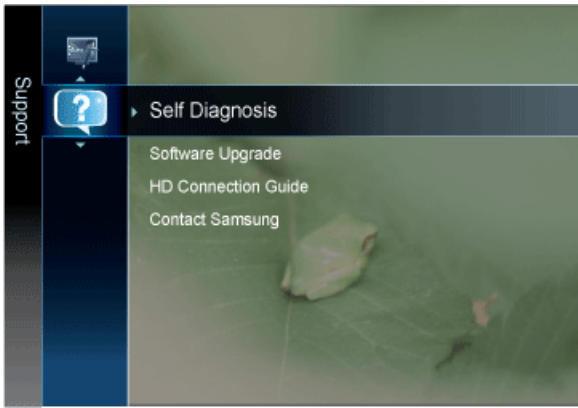 Support
Self Diagnosis
Software Upgrade
HD Connection Guide
Contact Samsung